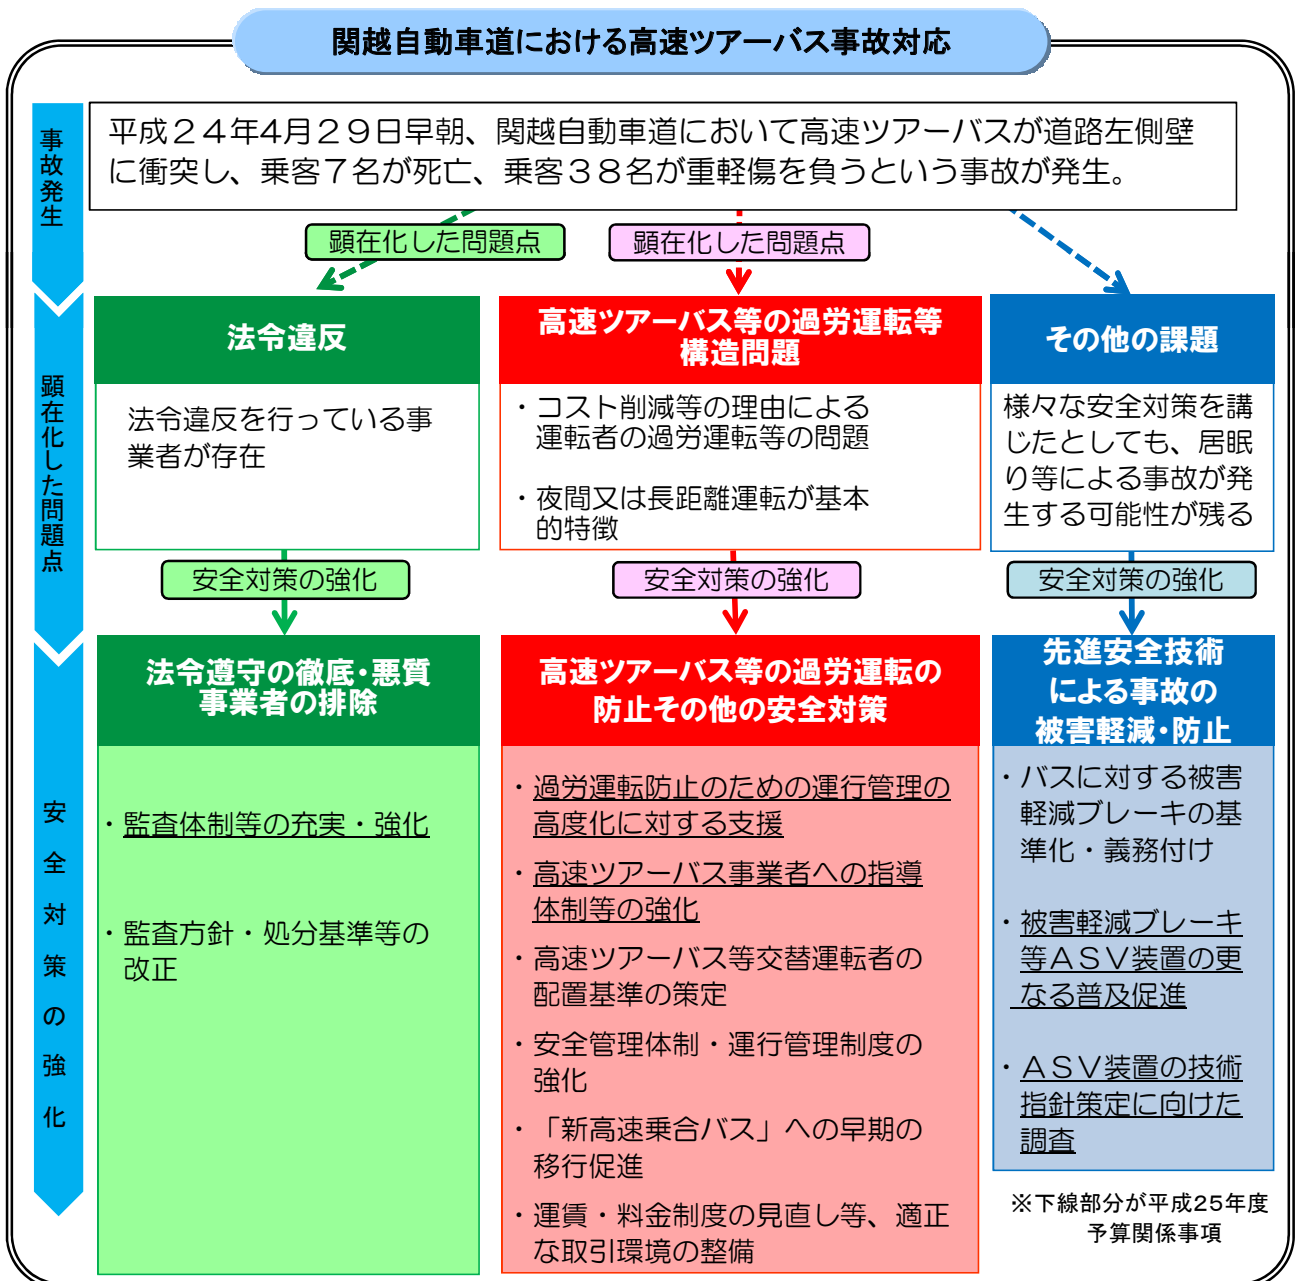 関越自動車道における高速ツアーバス事故対応
事故発生
平成２４年4月２９日早朝、関越自動車道において高速ツアーバスが道路左側壁
に衝突し、乗客７名が死亡、乗客３８名が重軽傷を負うという事故が発生。
顕在化した問題点
顕在化した問題点
顕在化した問題点
法令違反
法令違反を行っている事
業者が存在
高速ツアーバス等の過労運転等
構造問題
・コスト削減等の理由による
運転者の過労運転等の問題
・夜間又は長距離運転が基本
的特徴
その他の課題
様々な安全対策を講
じたとしても、居眠
り等による事故が発
生する可能性が残る
安全対策の強化
安全対策の強化
安全対策の強化
安全対策の強化
法令遵守の徹底・悪質
事業者の排除
・監査体制等の充実・強化
・監査方針・処分基準等の
改正
高速ツアーバス等の過労運転の
防止その他の安全対策
・過労運転防止のための運行管理の
高度化に対する支援
・高速ツアーバス事業者への指導
体制等の強化
・高速ツアーバス等交替運転者の
配置基準の策定
・安全管理体制・運行管理制度の
強化
・「新高速乗合バス」への早期の
移行促進
・運賃・料金制度の見直し等、適正
な取引環境の整備
先進安全技術
による事故の
被害軽減・防止
・バスに対する被害
軽減ブレーキの基
準化・義務付け
・被害軽減ブレーキ
等ＡＳＶ装置の更
なる普及促進
・ＡＳＶ装置の技術
指針策定に向けた
調査
※下線部分が平成25年度
予算関係事項